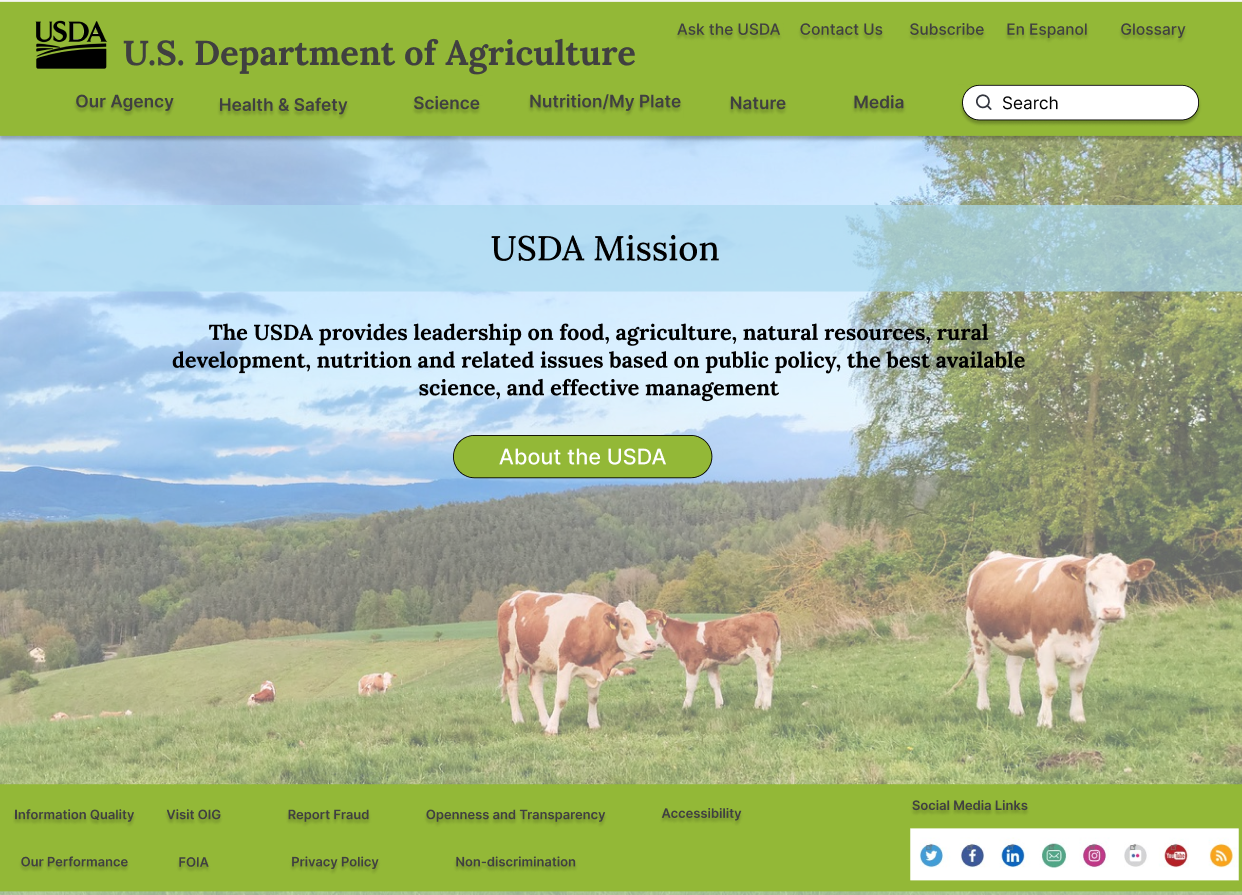 USDA
U.S. Department of Agriculture
Ask the USDA Contact Us Subscribe En Espanol Glossary
Our Agency Health & Safety Science Nutrition/My Plate Nature Media Search
USDA Mission
The USDA provides leadership on food, agriculture, natural resources, rural
development, nutrition and related issues based on public policy, the best available
science, and effective management
About the USDA
Information Quality Visit OIG Report Fraud Openness and Transparency Accessibility Social Media Links
Our Performance FOIA Privacy Policy Non-discrimination
in
YouTube